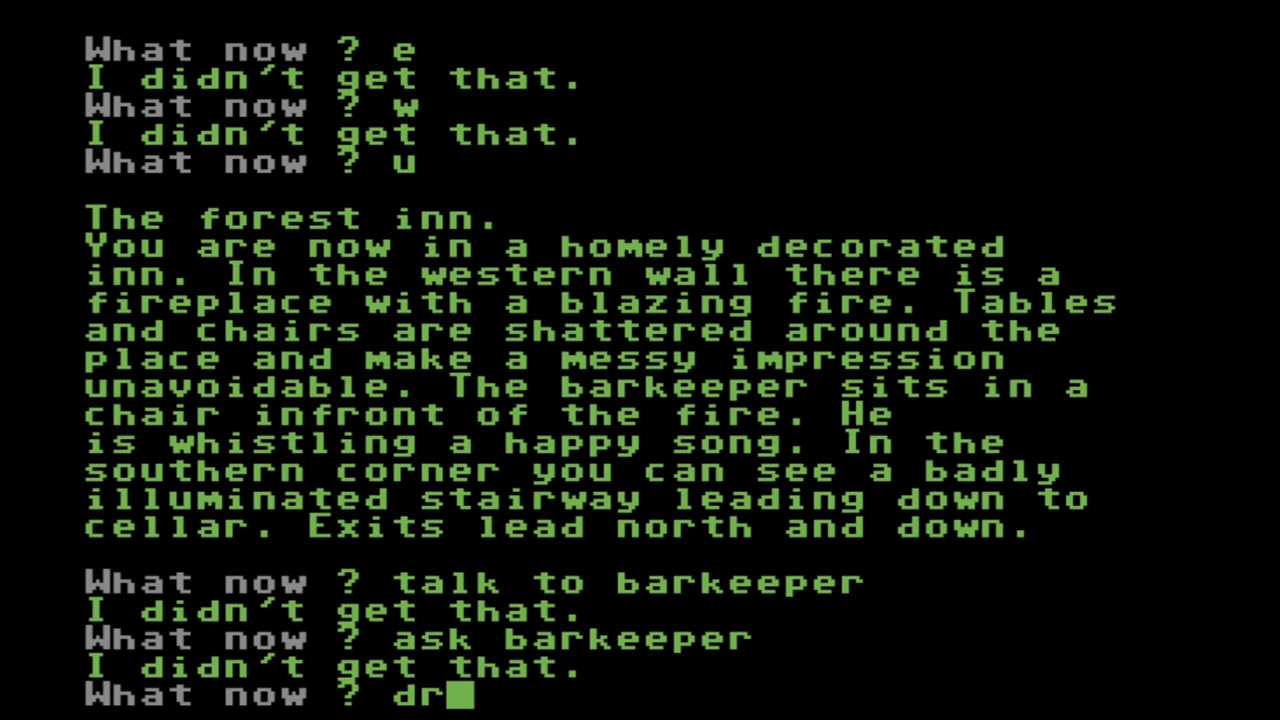 What now ? e
I didn't get that.
What now ? w
I didn't get that.
What now ? u
The forest inn.
You are now in a homely decorated
inn. In the western wall there is a
fireplace with a blazing fire. Tables
and chairs are shattered around the
place and make a messy impression
unavoidable. The barkeeper sits in a
chair infront of the fire. He
is whistling a happy song. In the
southern corner you can see a badly
illuminated stairway leading down to
cellar. Exits lead north and down.
What now ? talk to barkeeper
I didn't get that.
What now ? ask barkeeper
I didn't get that.
What now ? dr